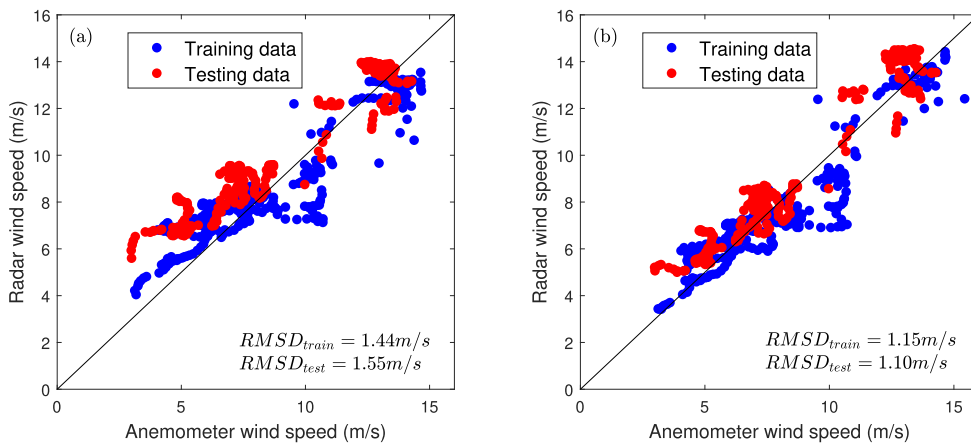 (a)
Training data
Testing data
16
14
12
10
8
6
4
2
0
0 5 10 15
Radar wind speed (m/s)
Anemometer wind speed (m/s)
RMSD_train = 1.44m/s
RMSD_test = 1.55m/s
(b)
Training data
Testing data
16
14
12
10
8
6
4
2
0
0 5 10 15
Radar wind speed (m/s)
Anemometer wind speed (m/s)
RMSD_train = 1.15m/s
RMSD_test = 1.10m/s